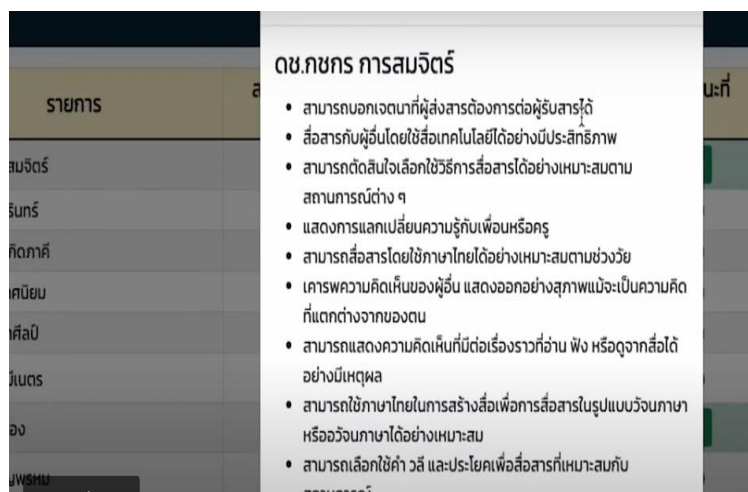 ดช.กชกร การสมจิตร์
รายการ
นะที่
• สามารถบอกเจตนาที่ผู้ส่งสารต้องการต่อผู้รับสารได้
• สื่อสารกับผู้อื่นโดยใช้สื่อเทคโนโลยีได้อย่างมีประสิทธิภาพ
• สามารถตัดสินใจเลือกใช้วิธีการสื่อสารได้อย่างเหมาะสมตาม
สถานการณ์ต่าง ๆ
• แสดงการแลกเปลี่ยนความรู้กับเพื่อนหรือครู
• สามารถสื่อสารโดยใช้ภาษาไทยได้อย่างเหมาะสมตามช่วงวัย
• เคารพความคิดเห็นของผู้อื่น แสดงออกอย่างสุภาพแม้จะเป็นความคิด
ที่แตกต่างจากของตน
• สามารถแสดงความคิดเห็นที่มีต่อเรื่องราวที่อ่าน ฟัง หรือดูจากสื่อได้
อย่างมีเหตุผล
• สามารถใช้ภาษาไทยในการสร้างสื่อเพื่อการสื่อสารในรูปแบบวัจนภาษา
หรืออวัจนภาษาได้อย่างเหมาะสม
• สามารถเลือกใช้คำ วลี และประโยคเพื่อสื่อสารที่เหมาะสมกับ
สมจิตร์
รินทร์
กิดภาคี
ศนิยม
ศิลป์
มีเนตร
อง